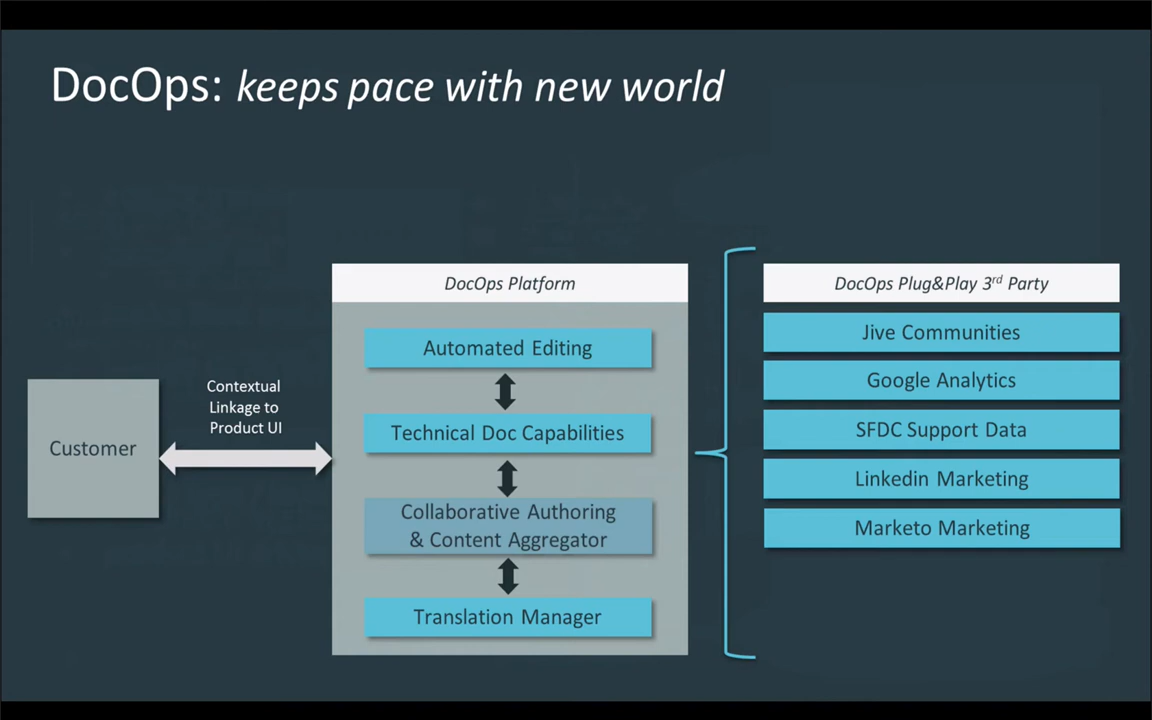 DocOps: keeps pace with new world
Customer
Contextual
Linkage to
Product UI
DocOps Platform
Automated Editing
Technical Doc Capabilities
Collaborative Authoring
& Content Aggregator
Translation Manager
DocOps Plug&Play 3rd Party
Jive Communities
Google Analytics
SFDC Support Data
Linkedin Marketing
Marketo Marketing